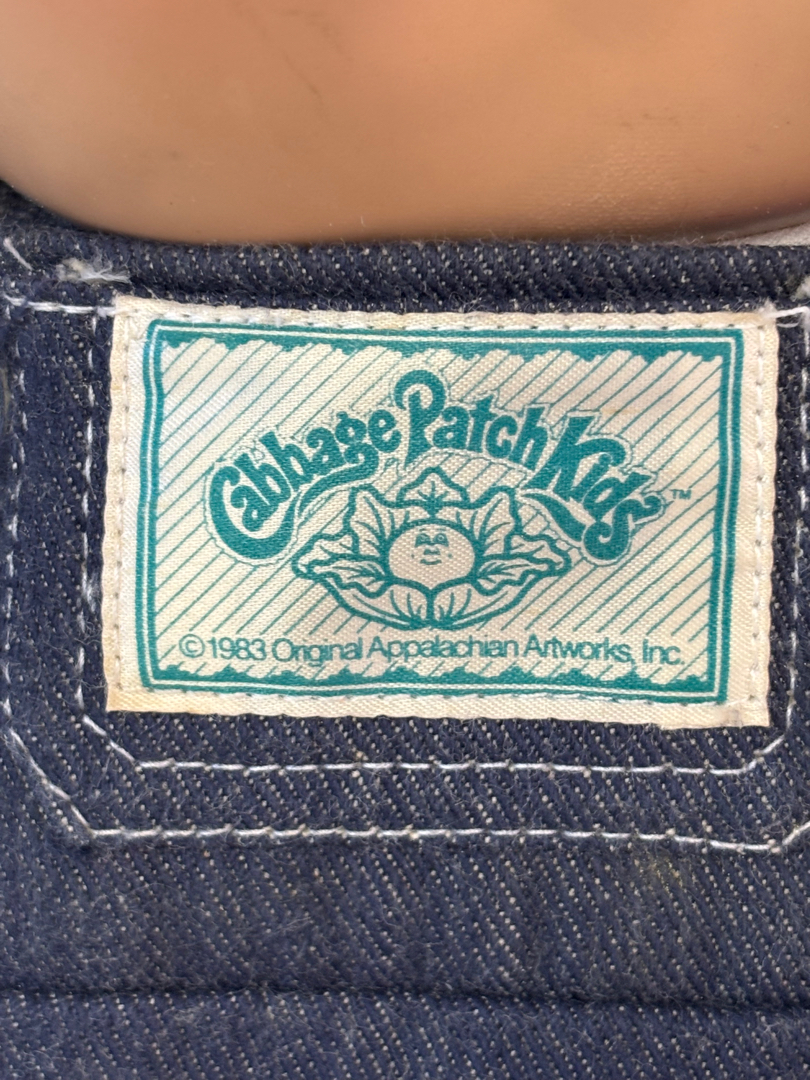 Cabbage Patch Kids™
©1983 Original Appalachian Artworks, Inc.